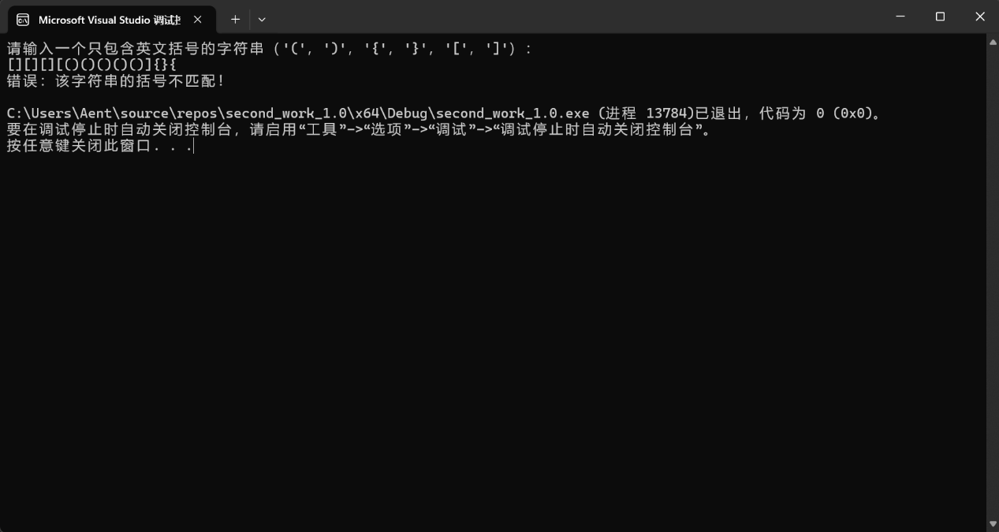 Microsoft Visual Studio 调试控
请输入一个只包含英文括号的字符串（'(', ')', '{', '}', '[', ']'）：
[][][][()()()()()]{}{
错误：该字符串的括号不匹配！
C:\Users\Aent\source\repos\second_work_1.0\x64\Debug\second_work_1.0.exe (进程 13784)已退出，代码为 0 (0x0)。
要在调试停止时自动关闭控制台，请启用“工具”->“选项”->“调试”->“调试停止时自动关闭控制台”。
按任意键关闭此窗口. . .